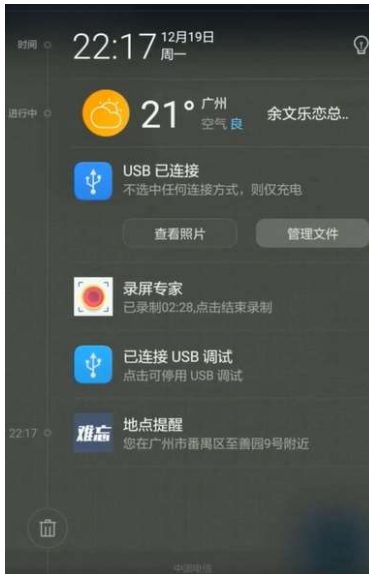 时间
22:17
12月19日
周一
进行中
21°
广州
空气 良
余文乐恋总..
USB 已连接
不选中任何连接方式，则仅充电
查看照片
管理文件
录屏专家
已录制02:28,点击结束录制
已连接 USB 调试
点击可停用 USB 调试
22:17
难忘
地点提醒
您在广州市番禺区至善园9号附近
中国电信